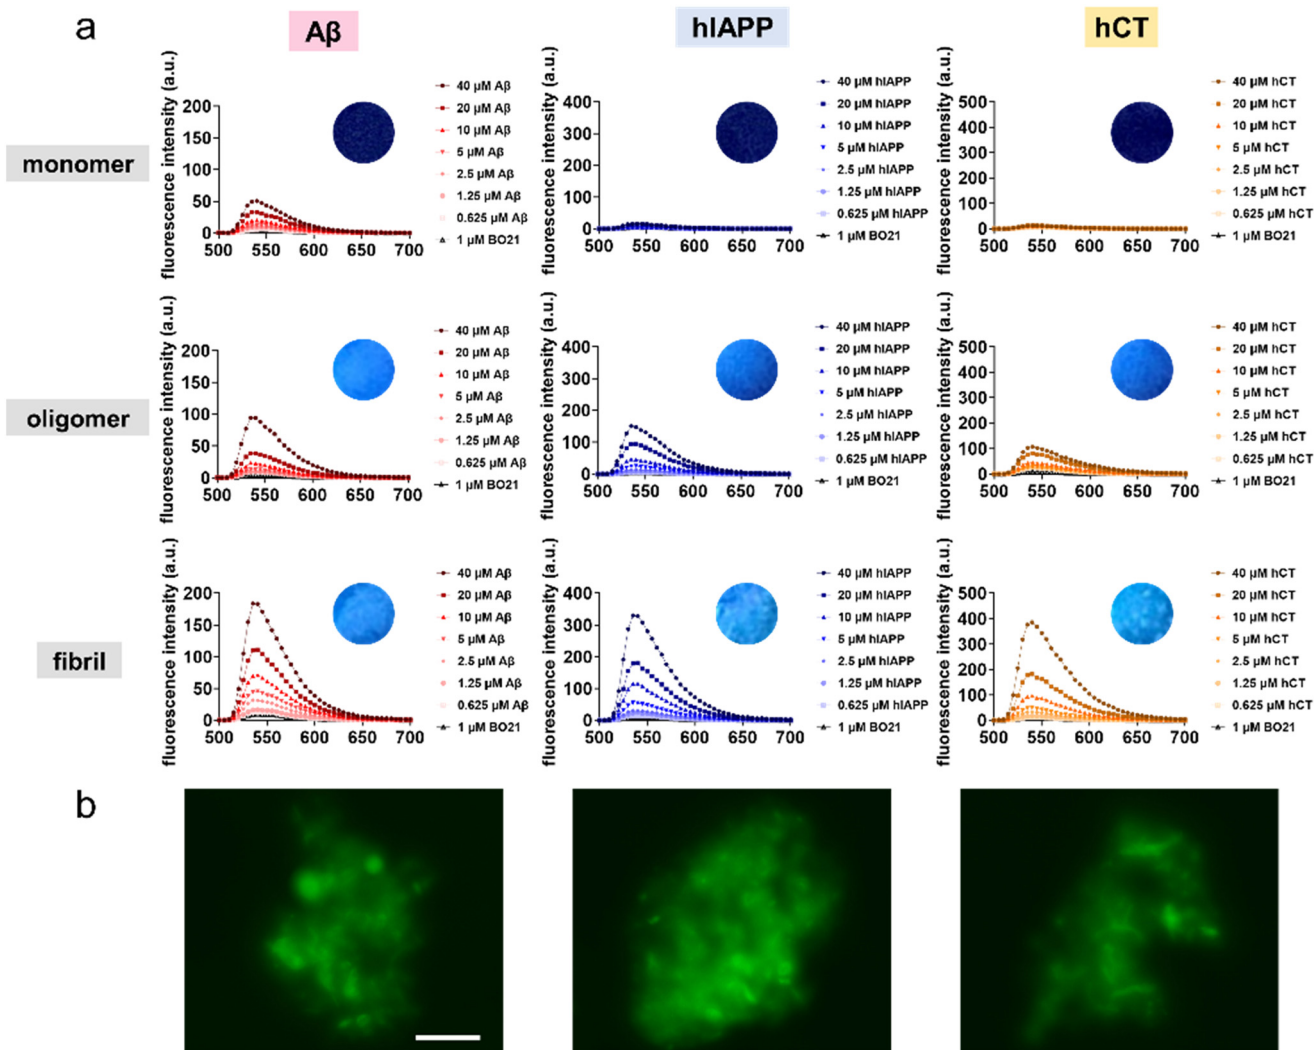 a
Aβ
hIAPP
hCT
monomer
fluorescence intensity (a.u.)
200
150
100
50
0
500 550 600 650 700
40 μM Aβ
20 μM Aβ
10 μM Aβ
5 μM Aβ
2.5 μM Aβ
1.25 μM Aβ
0.625 μM Aβ
1 μM BO21
fluorescence intensity (a.u.)
400
300
200
100
0
500 550 600 650 700
40 μM hIAPP
20 μM hIAPP
10 μM hIAPP
5 μM hIAPP
2.5 μM hIAPP
1.25 μM hIAPP
0.625 μM hIAPP
1 μM BO21
fluorescence intensity (a.u.)
500
400
300
200
100
0
500 550 600 650 700
40 μM hCT
20 μM hCT
10 μM hCT
5 μM hCT
2.5 μM hCT
1.25 μM hCT
0.625 μM hCT
1 μM BO21
oligomer
fluorescence intensity (a.u.)
200
150
100
50
0
500 550 600 650 700
40 μM Aβ
20 μM Aβ
10 μM Aβ
5 μM Aβ
2.5 μM Aβ
1.25 μM Aβ
0.625 μM Aβ
1 μM BO21
fluorescence intensity (a.u.)
400
300
200
100
0
500 550 600 650 700
40 μM hIAPP
20 μM hIAPP
10 μM hIAPP
5 μM hIAPP
2.5 μM hIAPP
1.25 μM hIAPP
0.625 μM hIAPP
1 μM BO21
fluorescence intensity (a.u.)
500
400
300
200
100
0
500 550 600 650 700
40 μM hCT
20 μM hCT
10 μM hCT
5 μM hCT
2.5 μM hCT
1.25 μM hCT
0.625 μM hCT
1 μM BO21
fibril
fluorescence intensity (a.u.)
200
150
100
50
0
500 550 600 650 700
40 μM Aβ
20 μM Aβ
10 μM Aβ
5 μM Aβ
2.5 μM Aβ
1.25 μM Aβ
0.625 μM Aβ
1 μM BO21
fluorescence intensity (a.u.)
400
300
200
100
0
500 550 600 650 700
40 μM hIAPP
20 μM hIAPP
10 μM hIAPP
5 μM hIAPP
2.5 μM hIAPP
1.25 μM hIAPP
0.625 μM hIAPP
1 μM BO21
fluorescence intensity (a.u.)
500
400
300
200
100
0
500 550 600 650 700
40 μM hCT
20 μM hCT
10 μM hCT
5 μM hCT
2.5 μM hCT
1.25 μM hCT
0.625 μM hCT
1 μM BO21
b